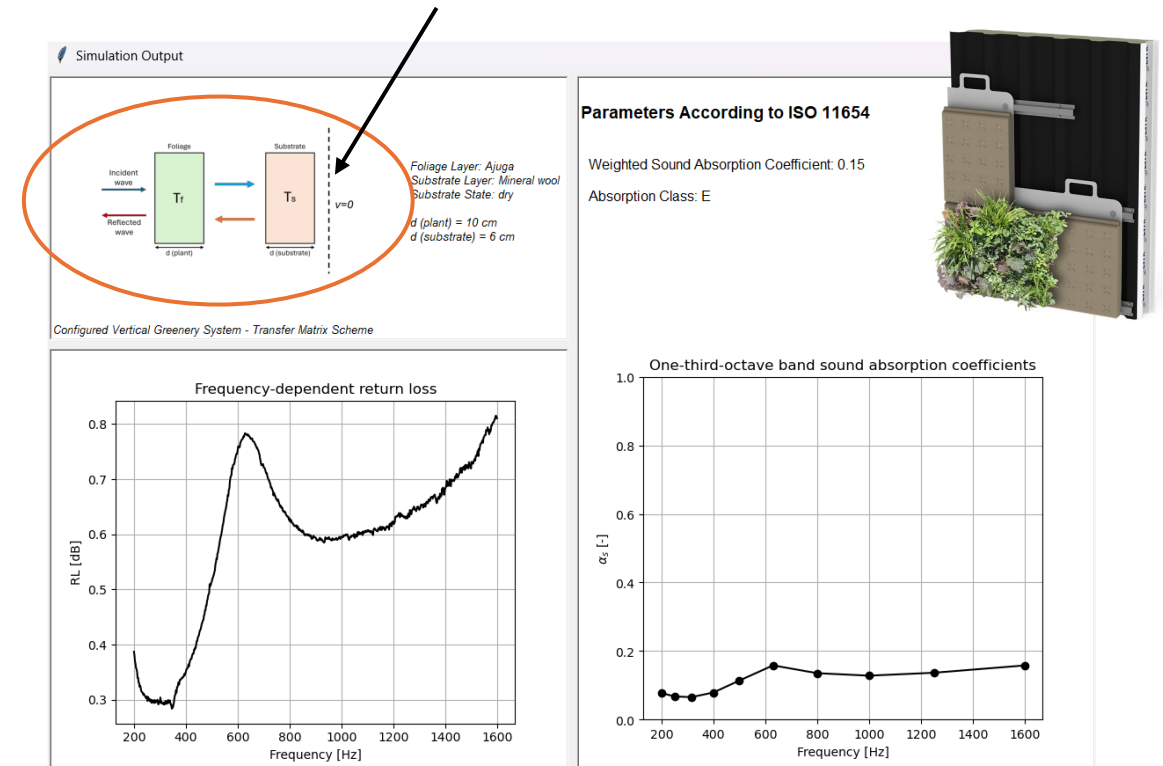 Simulation Output
Foliage
Substrate
Incident
wave
Tf
Ts
Reflected
wave
v=0
d (plant)
d (substrate)
Foliage Layer: Ajuga
Substrate Layer: Mineral wool
Substrate State: dry
d (plant) = 10 cm
d (substrate) = 6 cm
Configured Vertical Greenery System - Transfer Matrix Scheme
Parameters According to ISO 11654
Weighted Sound Absorption Coefficient: 0.15
Absorption Class: E
Frequency-dependent return loss
RL [dB]
0.8
0.7
0.6
0.5
0.4
0.3
200 400 600 800 1000 1200 1400 1600
Frequency [Hz]
One-third-octave band sound absorption coefficients
αs [-]
1.0
0.8
0.6
0.4
0.2
0.0
200 400 600 800 1000 1200 1400 1600
Frequency [Hz]